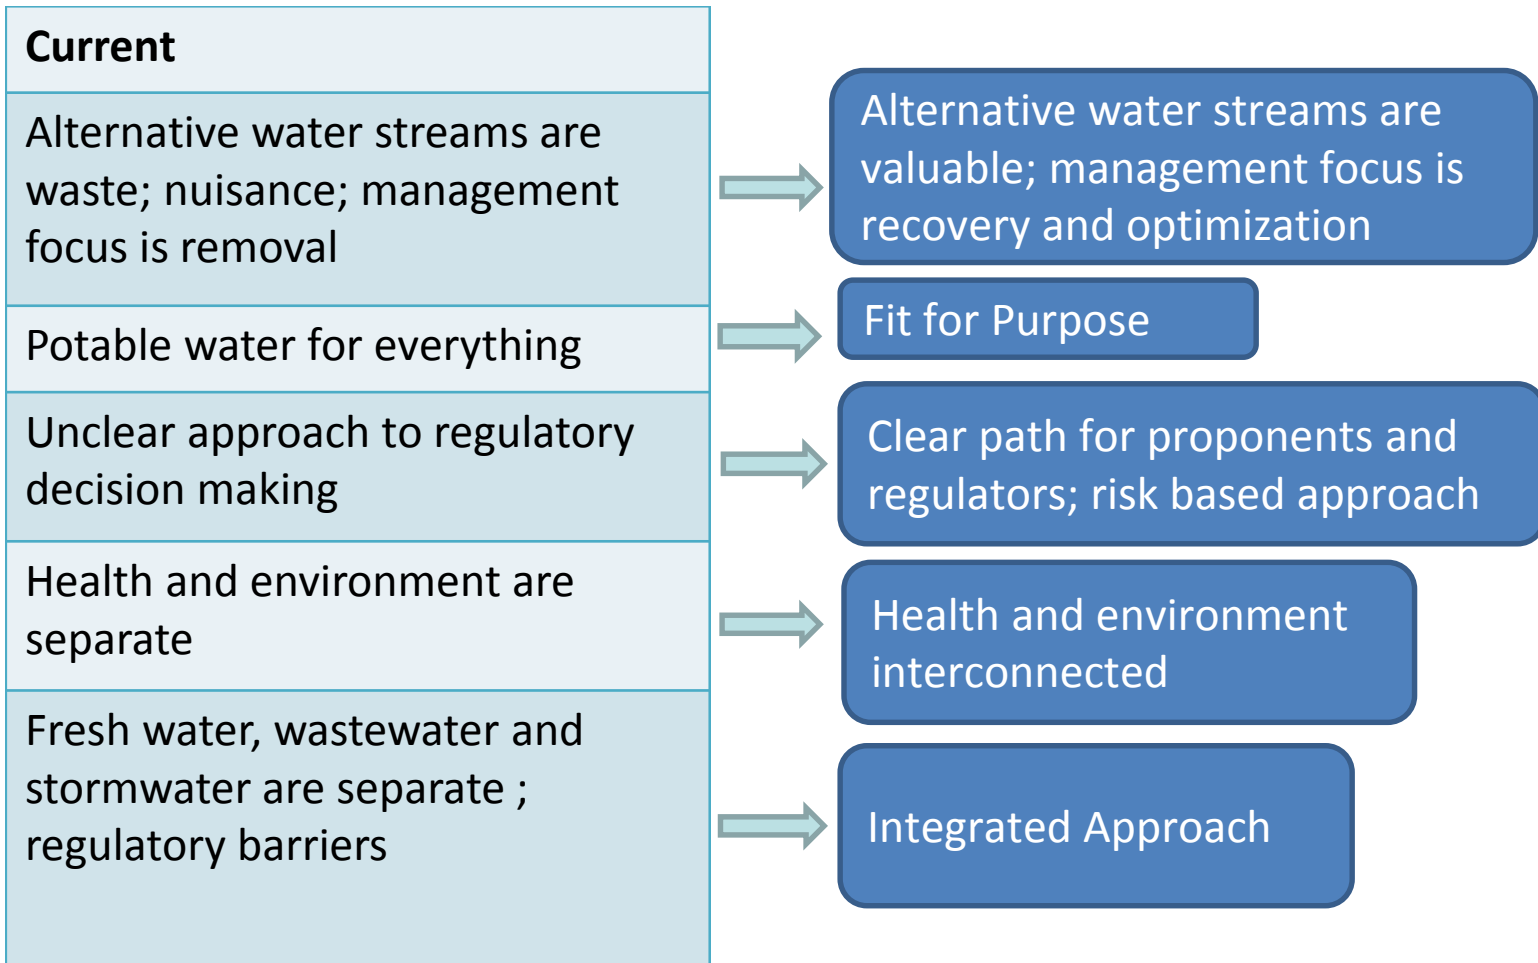 Current
Alternative water streams are
waste; nuisance; management
focus is removal
Alternative water streams are
valuable; management focus is
recovery and optimization
Potable water for everything
Fit for Purpose
Unclear approach to regulatory
decision making
Clear path for proponents and
regulators; risk based approach
Health and environment are
separate
Health and environment
interconnected
Fresh water, wastewater and
stormwater are separate ;
regulatory barriers
Integrated Approach